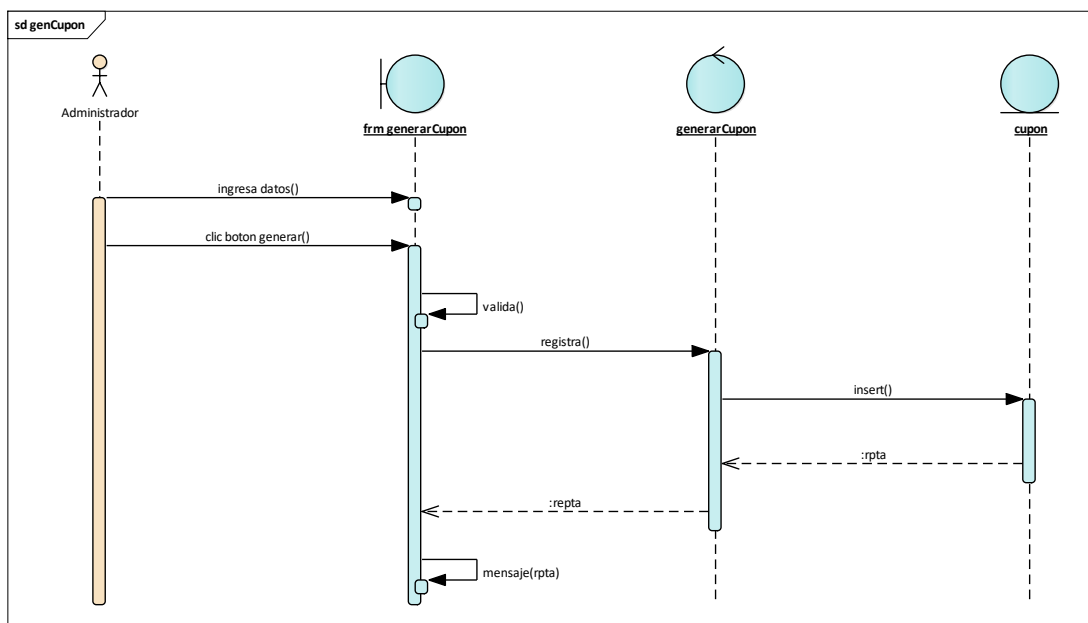 sd genCupon
Administrador
frm generarCupon
generarCupon
cupon
ingresa datos()
clic boton generar()
valida()
registra()
insert()
:rpta
:repta
mensaje(rpta)